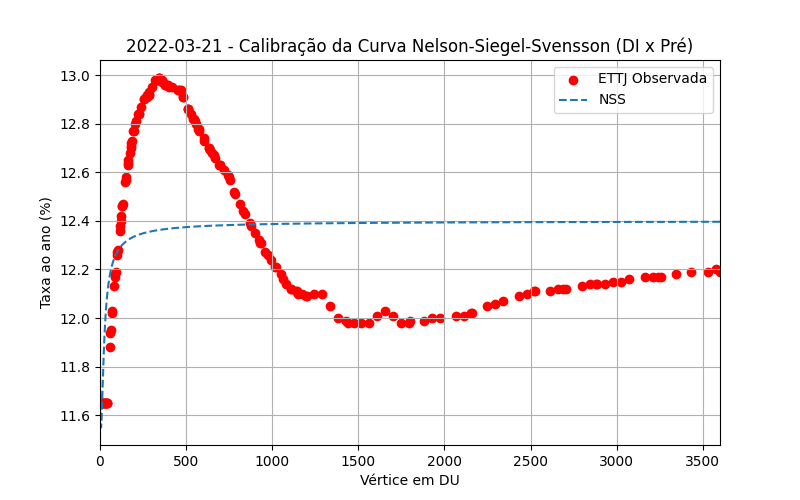 2022-03-21 - Calibração da Curva Nelson-Siegel-Svensson (DI x Pré)
ETTJ Observada
NSS
Taxa ao ano (%)
13.0
12.8
12.6
12.4
12.2
12.0
11.8
11.6
0 500 1000 1500 2000 2500 3000 3500
Vértice em DU